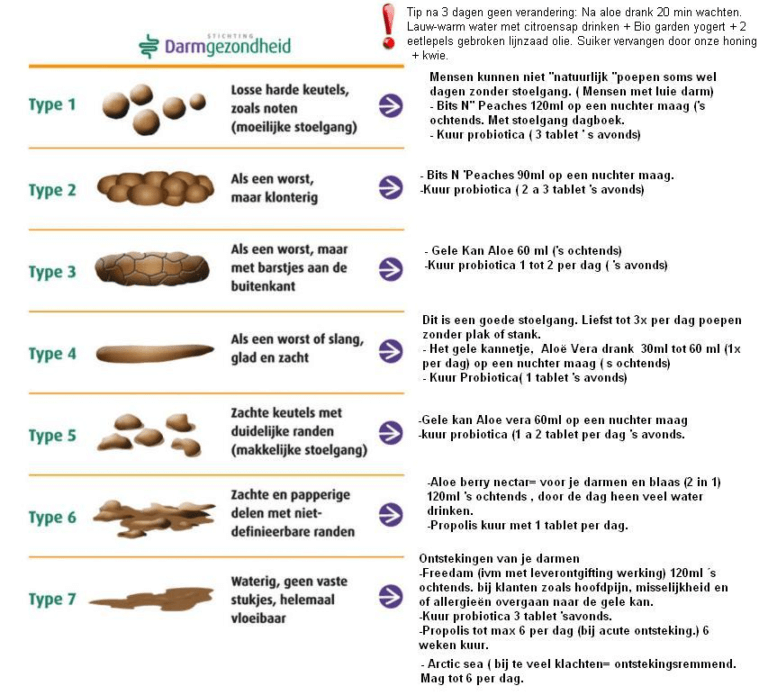 Tip na 3 dagen geen verandering: Na aloe drank 20 min wachten.
Lauw-warm water met citroensap drinken + Bio garden yogert + 2
eetlepels gebroken lijnzaad olie. Suiker vervangen door onze honing
+ kwie.
STICHTING
Darmgezondheid
Type 1
Losse harde keutels,
zoals noten
(moeilijke stoelgang)
Mensen kunnen niet "natuurlijk "poepen soms wel
dagen zonder stoelgang. ( Mensen met luie darm)
- Bits N" Peaches 120ml op een nuchter maag ('s
ochtends. Met stoelgang dagboek.
- Kuur probiotica ( 3 tablet ' s avonds)
Type 2
Als een worst,
maar klonterig
- Bits N 'Peaches 90ml op een nuchter maag.
-Kuur probiotica ( 2 a 3 tablet 's avonds)
Type 3
Als een worst, maar
met barstjes aan de
buitenkant
- Gele Kan Aloe 60 ml ('s ochtends)
-Kuur probiotica 1 tot 2 per dag ( 's avonds)
Type 4
Als een worst of slang,
glad en zacht
Dit is een goede stoelgang. Liefst tot 3x per dag poepen
zonder plak of stank.
- Het gele kannetje, Aloë Vera drank 30ml tot 60 ml (1x
per dag) op een nuchter maag ( s ochtends)
- Kuur Probiotica( 1 tablet 's avonds)
Type 5
Zachte keutels met
duidelijke randen
(makkelijke stoelgang)
-Gele kan Aloe vera 60ml op een nuchter maag
-kuur probiotica (1 a 2 tablet per dag 's avonds.
Type 6
Zachte en papperige
delen met niet-
definieerbare randen
-Aloe berry nectar= voor je darmen en blaas (2 in 1)
120ml 's ochtends , door de dag heen veel water
drinken.
-Propolis kuur met 1 tablet per dag.
Type 7
Waterig, geen vaste
stukjes, helemaal
vloeibaar
Ontstekingen van je darmen
-Freedam (ivm met leverontgifting werking) 120ml ´s
ochtends. bij klanten zoals hoofdpijn, misselijkheid en
of allergieën overgaan naar de gele kan.
-Kuur probiotica 3 tablet 'savonds.
-Propolis tot max 6 per dag (bij acute ontsteking.) 6
weken kuur.
- Arctic sea ( bij te veel klachten= ontstekingsremmend.
Mag tot 6 per dag.